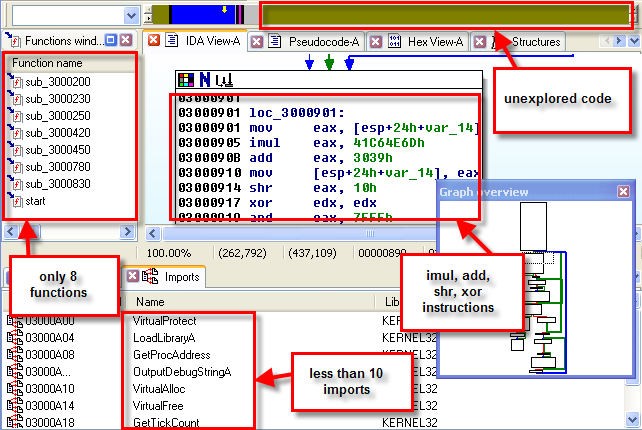 Functions wind...
IDA View-A
Pseudocode-A
Hex View-A
Structures
Function name
sub_3000200
sub_3000230
sub_3000250
sub_3000420
sub_3000450
sub_3000780
sub_3000830
start
unexplored code
03000901
03000901 loc_3000901:
03000901 mov eax, [esp+24h+var_14]
03000905 imul eax, 41C64E6Dh
0300090B add eax, 3039h
03000910 mov [esp+24h+var_14], eax
03000914 shr eax, 10h
03000917 xor edx, edx
03000919 and eax, 7FFFh
Graph overview
100.00%
(262,792)
(437,109)
00000899
only 8
functions
imul, add,
shr, xor
instructions
Imports
Name
Lib
03000A00 VirtualProtect KERNEL32
03000A04 LoadLibraryA KERNEL32
03000A08 GetProcAddress KERNEL32
03000A... OutputDebugStringA KERNEL32
03000A10 VirtualAlloc KERNEL32
03000A14 VirtualFree KERNEL32
03000A18 GetTickCount KERNEL32
less than 10
imports